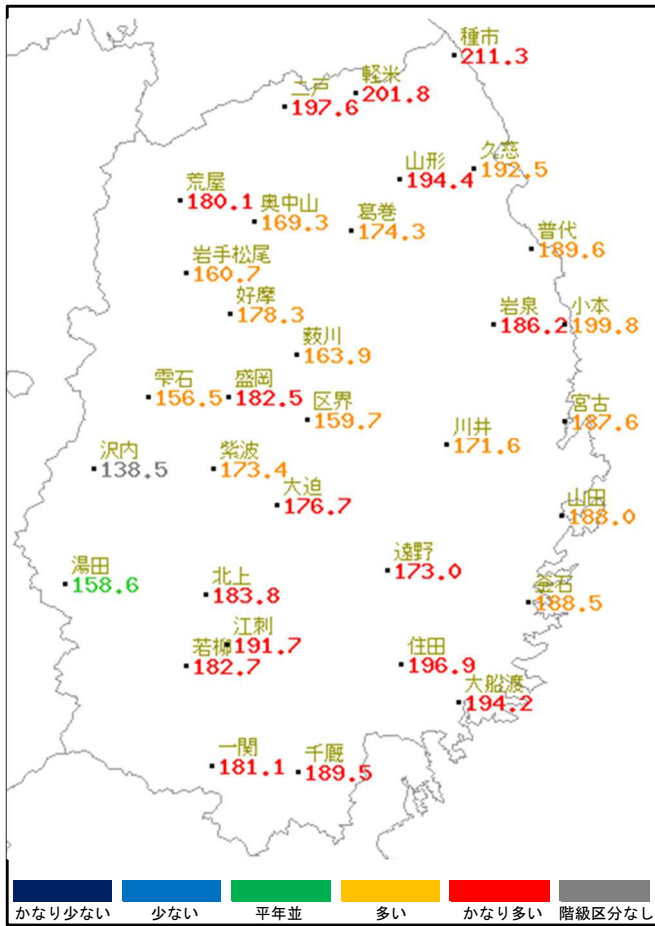 種市
211.3
軽米
201.8
二戸
197.6
久慈
192.5
山形
194.4
荒屋
180.1
奥中山
169.3
葛巻
174.3
普代
189.6
岩手松尾
160.7
好摩
178.3
岩泉
186.2
小本
199.8
薮川
163.9
雫石
156.5
盛岡
182.5
区界
159.7
宮古
187.6
川井
171.6
沢内
138.5
紫波
173.4
大迫
176.7
山田
188.0
湯田
158.6
遠野
173.0
北上
183.8
釜石
188.5
江刺
191.7
若柳
182.7
住田
196.9
大船渡
194.2
一関
181.1
千厩
189.5
かなり少ない 少ない 平年並 多い かなり多い 階級区分なし